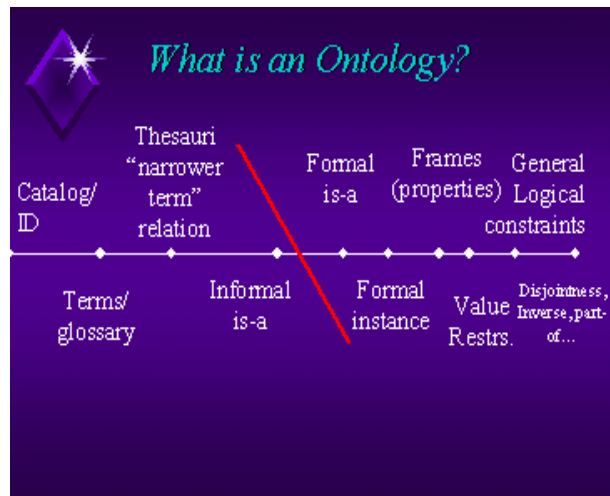 What is an Ontology?
Catalog/
ID
Terms/
glossary
Thesauri
“narrower
term”
relation
Informal
is-a
Formal
is-a
Formal
instance
Frames
(properties)
Value
Restrs.
General
Logical
constraints
Disjointness,
Inverse, part-
of...